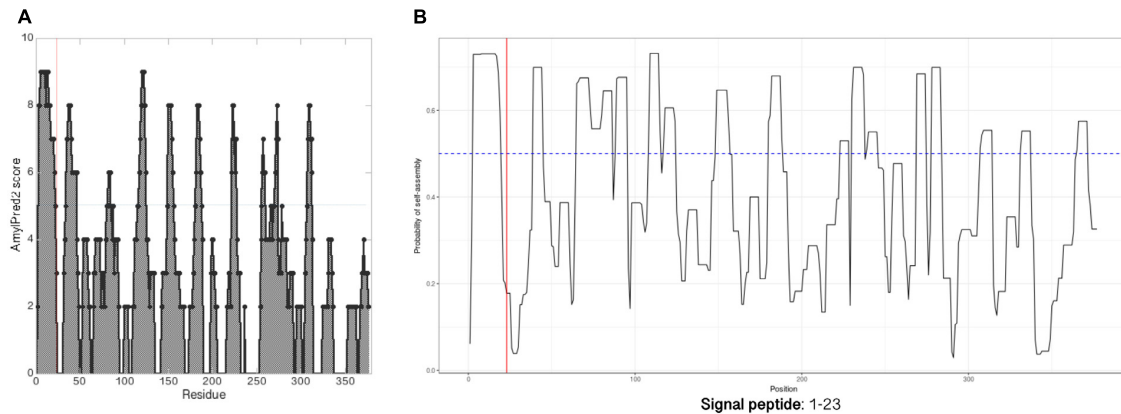 A
AmylPred2 score
10
8
6
4
2
0
0 50 100 150 200 250 300 350
Residue
B
Probability of self-assembly
0.6
0.4
0.2
0.0
0 100 200 300
Position
Signal peptide: 1-23